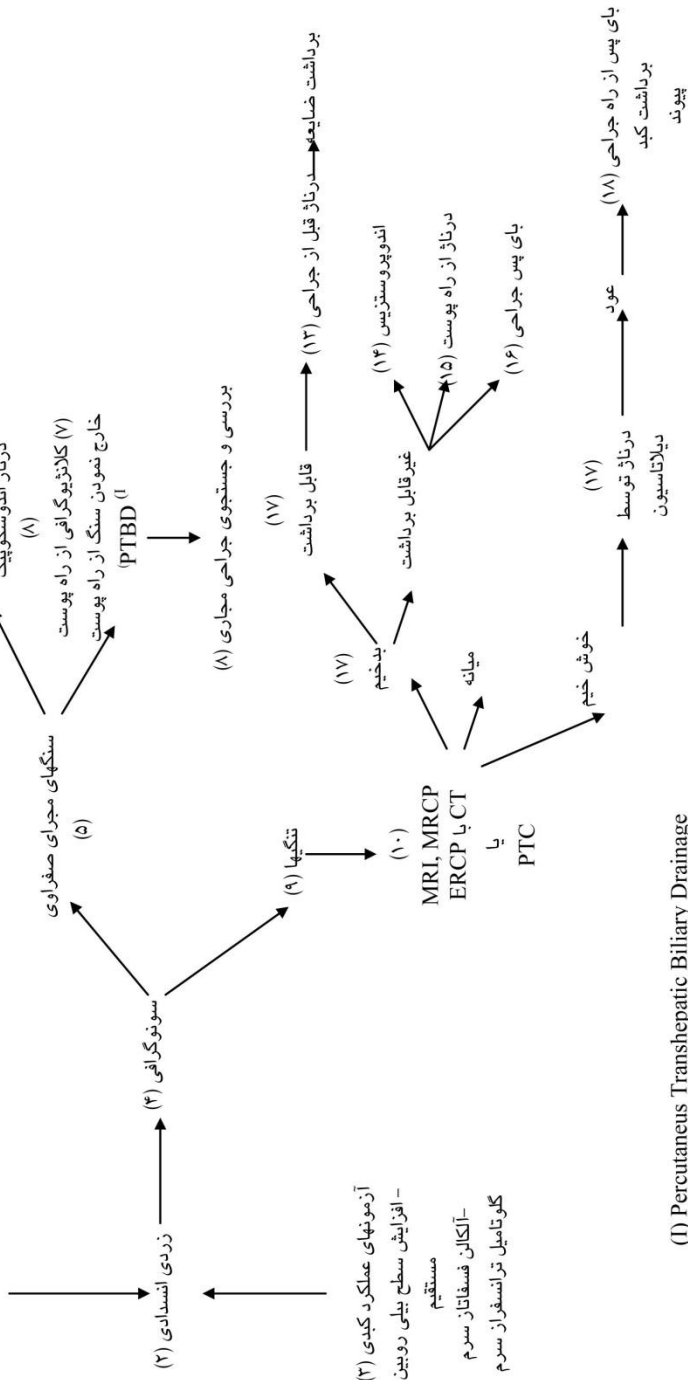 زردی انسدادی (۲)
آزمونهای عملکرد کبدی (۳)
– افزایش سطح بیلی روبین
مستقیم
–آلکالن فسفاتاز سرم
گلوتامیل ترانسفراز سرم
سونوگرافی (۴)
سنگهای مجرای صفراوی
(۵)
(۸)
(۷) کلانژیوگرافی از راه پوست
خارج نمودن سنگ از راه پوست
(PTBD (I
بررسی و جستجوی جراحی مجاری (۸)
تنگیها (۹)
(۱۰)
MRI, MRCP
ERCP یا CT
یا
PTC
بدخیم
(۱۷)
میانه
خوش خیم
قابل برداشت
(۱۷)
غیرقابل برداشت
درناژ قبل از جراحی (۱۳)
برداشت ضایعه
اندوپروستزیس (۱۴)
درناژ از راه پوست (۱۵)
بای پس جراحی (۱۶)
(۱۷)
درناژ توسط
دیلاتاسیون
عود
بای پس از راه جراحی (۱۸)
برداشت کبد
پیوند
(I) Percutaneus Transhepatic Biliary Drainage